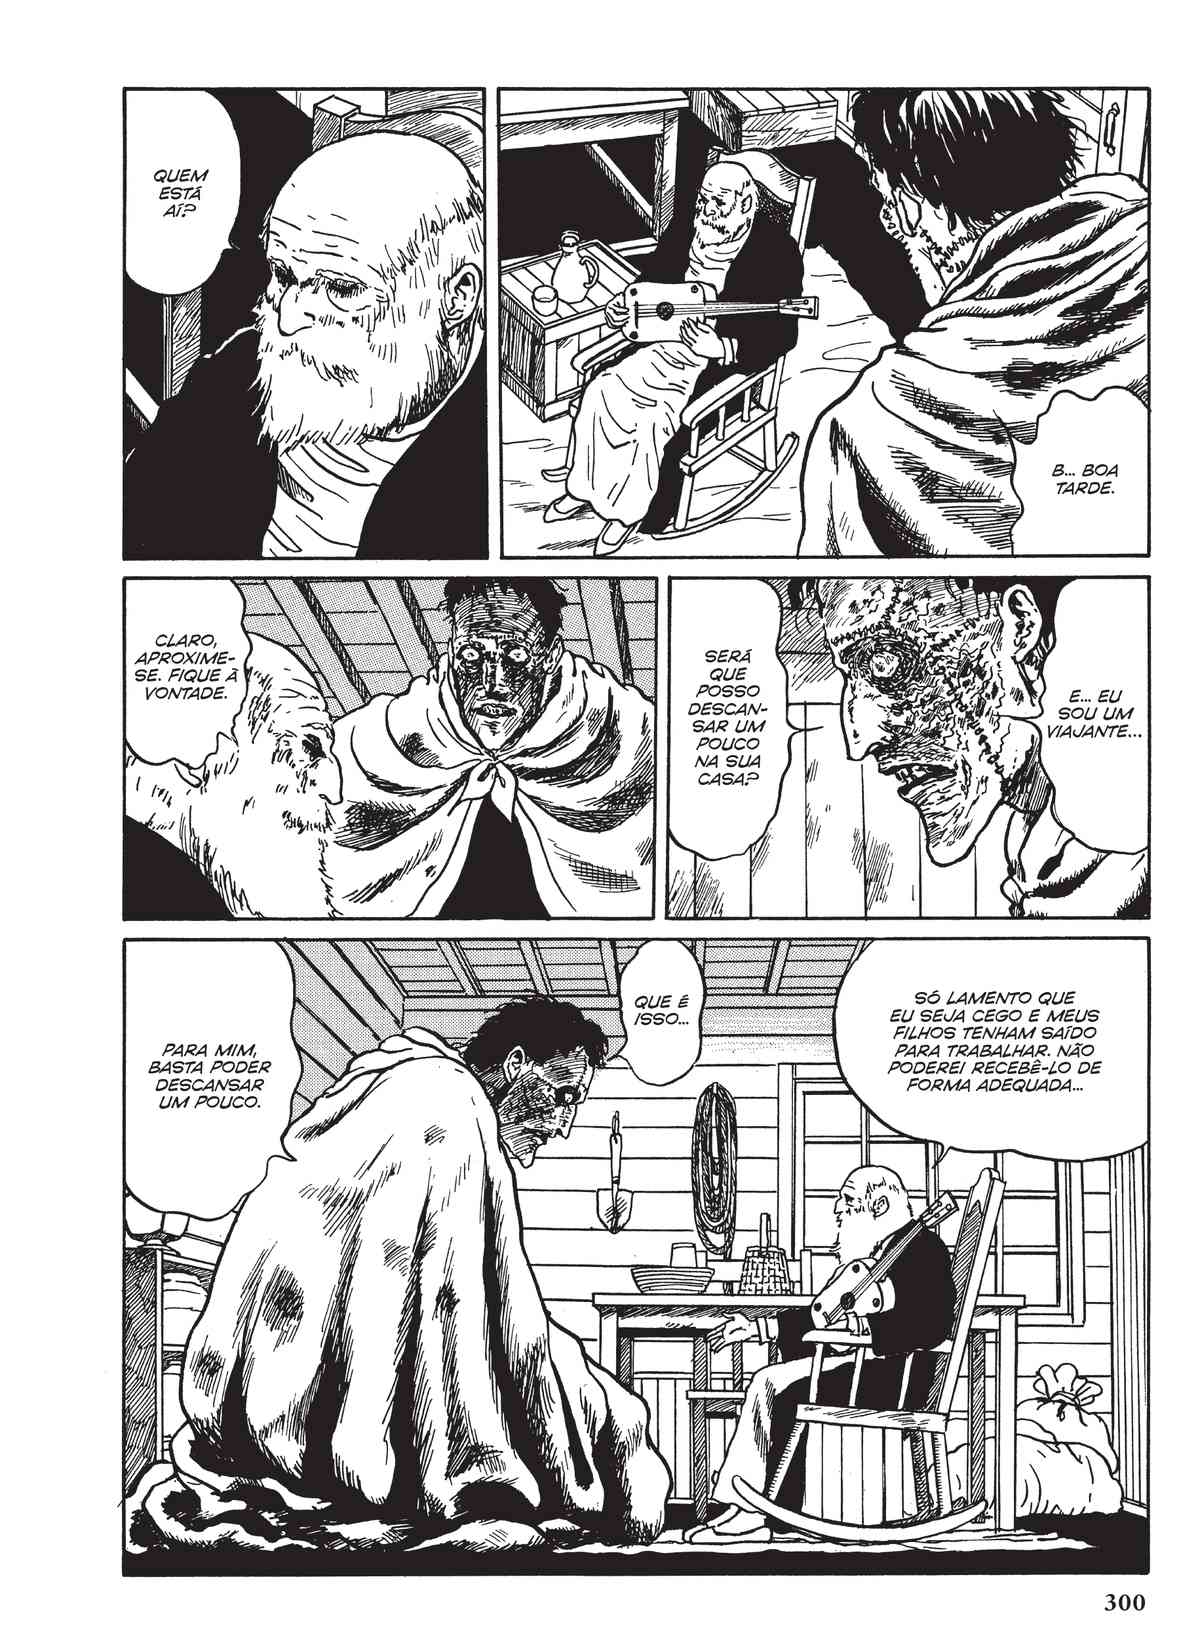 B... BOA
TARDE.
QUEM
ESTÁ
AÍ?
E... EU
SOU UM
VIAJANTE...
SERÁ
QUE
POSSO
DESCAN-
SAR UM
POUCO
NA SUA
CASA?
CLARO,
APROXIME-
SE. FIQUE À
VONTADE.
SÓ LAMENTO QUE
EU SEJA CEGO E MEUS
FILHOS TENHAM SAÍDO
PARA TRABALHAR. NÃO
PODEREI RECEBÊ-LO DE
FORMA ADEQUADA...
QUE É
ISSO...
PARA MIM,
BASTA PODER
DESCANSAR
UM POUCO.
300